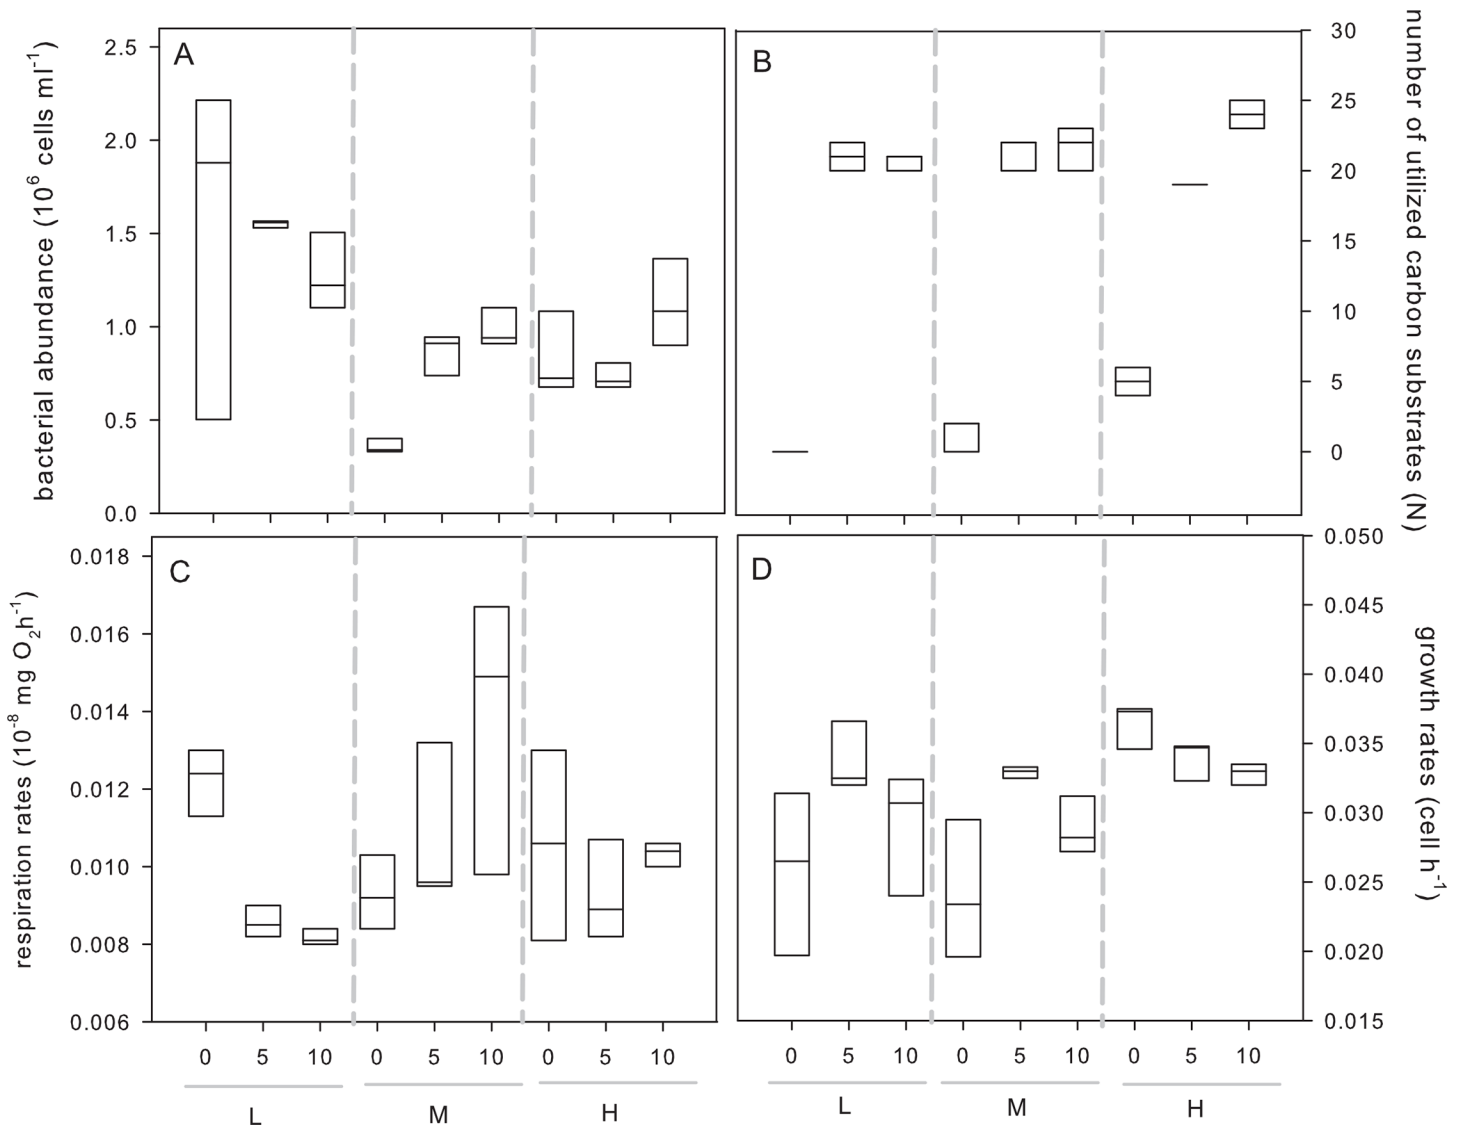 A
bacterial abundance (10⁶ cells ml⁻¹)
2.5
2.0
1.5
1.0
0.5
0.0
B
number of utilized carbon substrates (N)
30
25
20
15
10
5
0
C
respiration rates (10⁻⁸ mg O₂h⁻¹)
0.018
0.016
0.014
0.012
0.010
0.008
0.006
0 5 10 0 5 10 0 5 10
L M H
D
growth rates (cell h⁻¹)
0.050
0.045
0.040
0.035
0.030
0.025
0.020
0.015
0 5 10 0 5 10 0 5 10
L M H